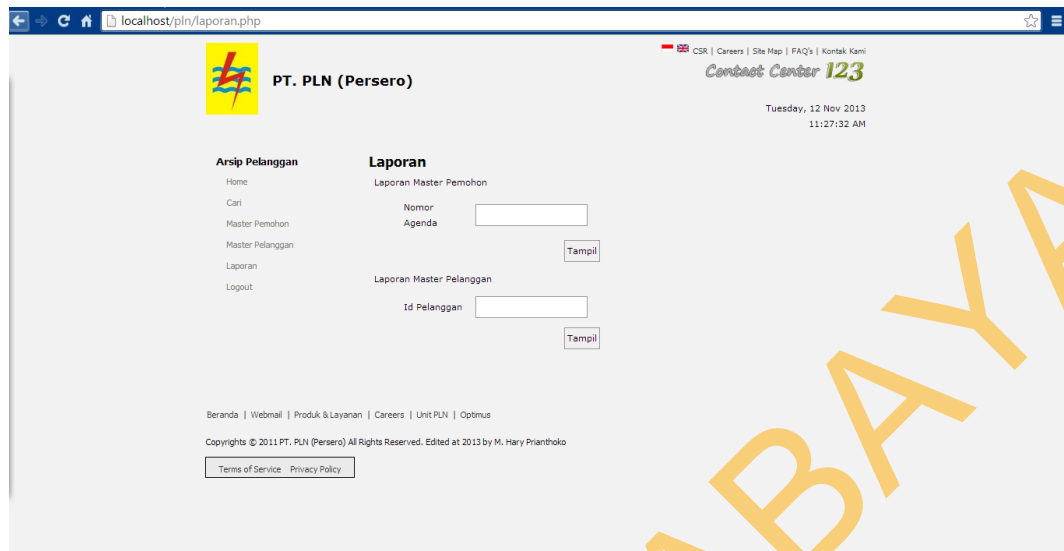 localhost/pln/laporan.php
CSR | Careers | Site Map | FAQ's | Kontak Kami
Contact Center 123
PT. PLN (Persero)
Tuesday, 12 Nov 2013
11:27:32 AM
Arsip Pelanggan
Home
Cari
Master Pemohon
Master Pelanggan
Laporan
Logout
Laporan
Laporan Master Pemohon
Nomor
Agenda
Tampil
Laporan Master Pelanggan
Id Pelanggan
Tampil
Beranda | Webmail | Produk & Layanan | Careers | Unit PLN | Optimus
Copyrights © 2011 PT. PLN (Persero) All Rights Reserved. Edited at 2013 by M. Hary Prianthoko
Terms of Service Privacy Policy
ABAYA